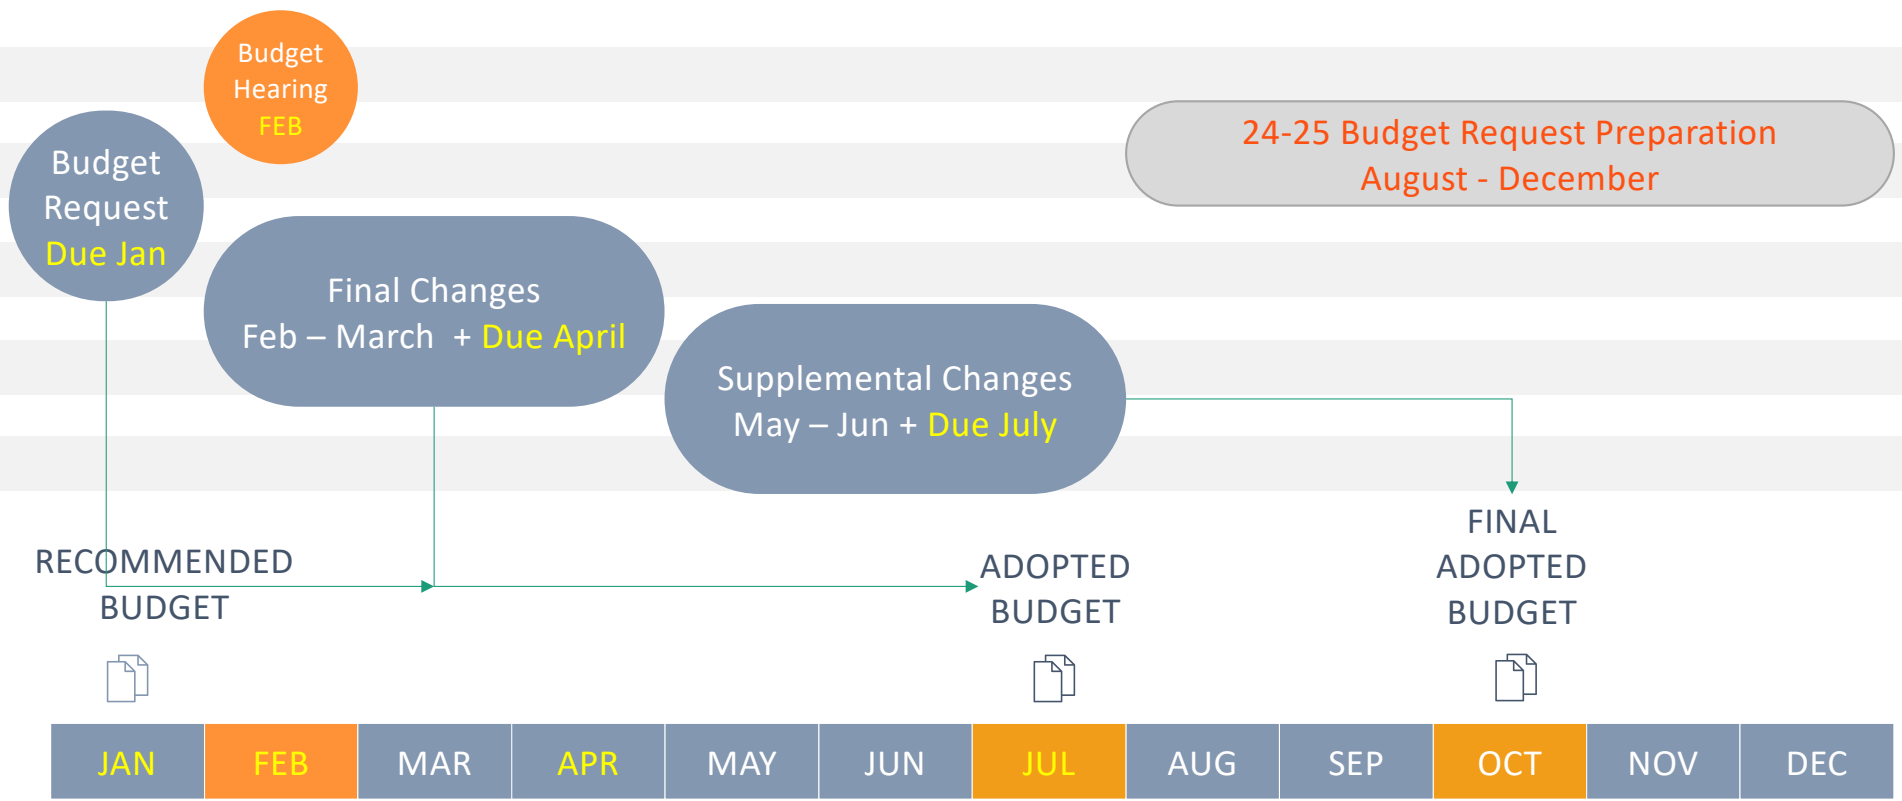 Budget
Hearing
FEB
Budget
Request
Due Jan
24-25 Budget Request Preparation
August - December
Final Changes
Feb – March + Due April
Supplemental Changes
May – Jun + Due July
RECOMMENDED
BUDGET
ADOPTED
BUDGET
FINAL
ADOPTED
BUDGET
JAN FEB MAR APR MAY JUN JUL AUG SEP OCT NOV DEC